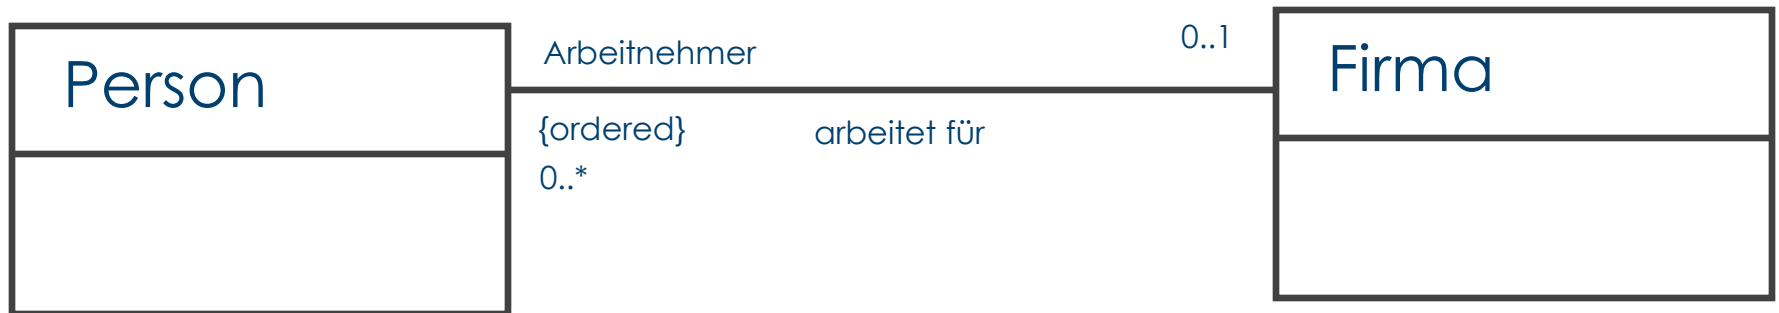 Person
Arbeitnehmer
0..1
Firma
{ordered}
arbeitet für
0..*